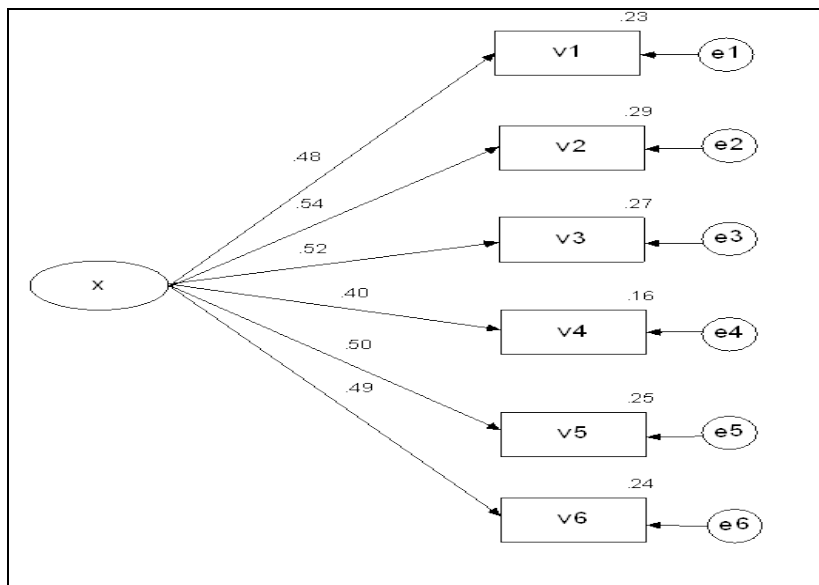 .23
v1
e1
.29
v2
e2
.48
.54
.27
v3
e3
.52
x
.40
.16
v4
e4
.50
.49
.25
v5
e5
.24
v6
e6